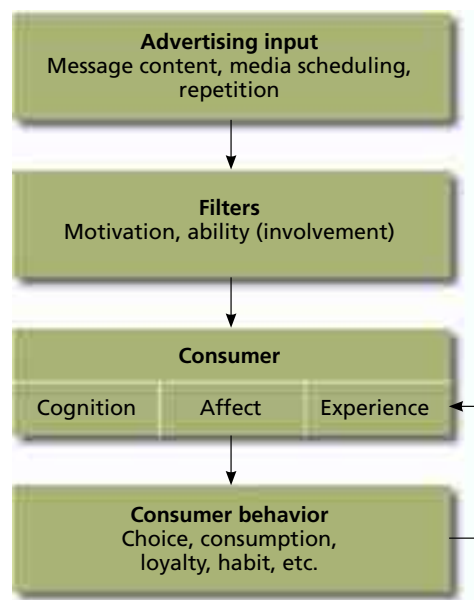 Advertising input
Message content, media scheduling,
repetition
Filters
Motivation, ability (involvement)
Consumer
Cognition Affect Experience
Consumer behavior
Choice, consumption,
loyalty, habit, etc.